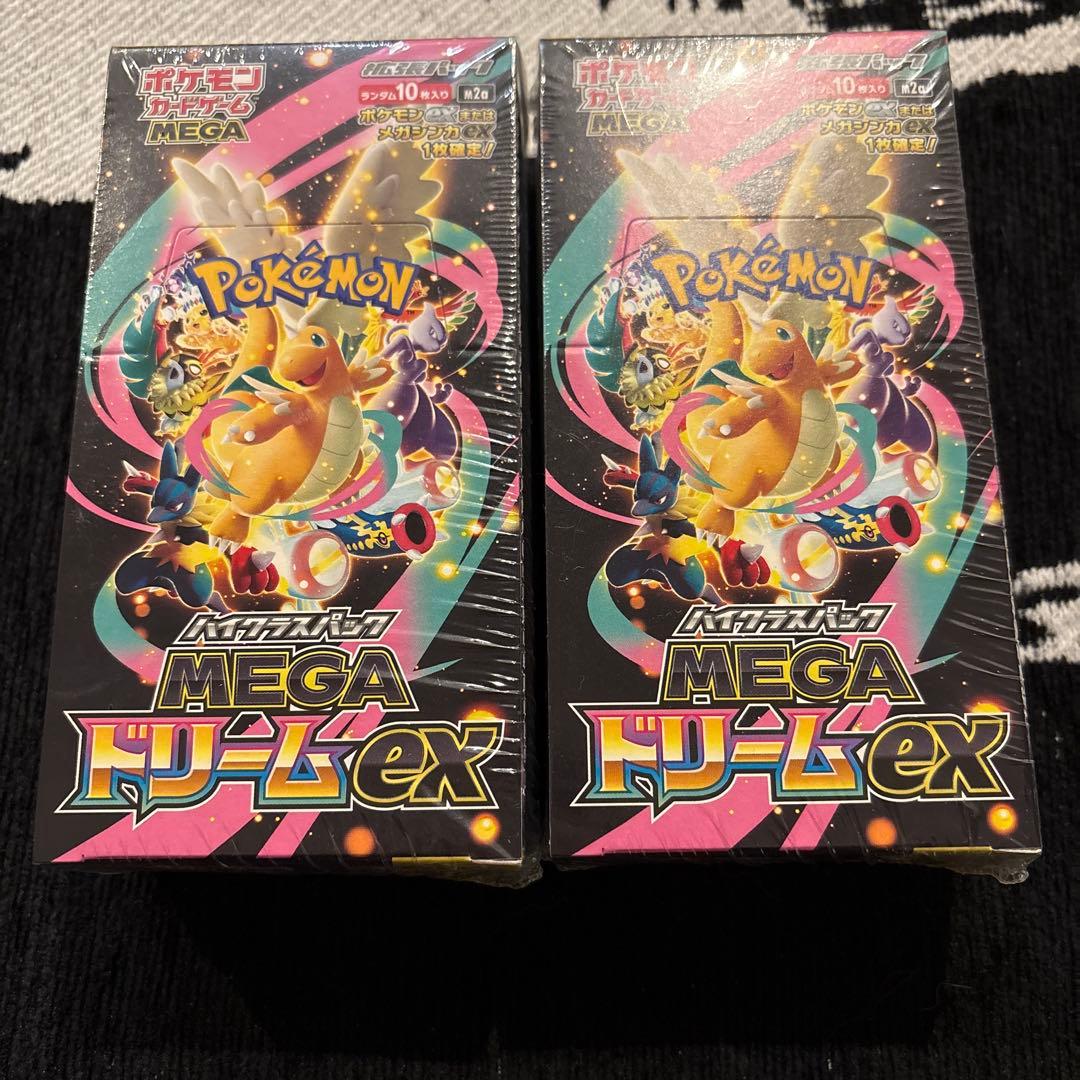 ポケモン
カードゲーム
MEGA
拡張パック
ランダム10枚入り m2a
ポケモンexまたは
メガシンカex
1枚確定!
POKéMON
TM
ハイクラスパック
MEGA
ドリームex
ポケモン
カードゲーム
MEGA
拡張パック
ランダム10枚入り m2a
ポケモンexまたは
メガシンカex
1枚確定!
POKéMON
ハイクラスパック
MEGA
ドリームex